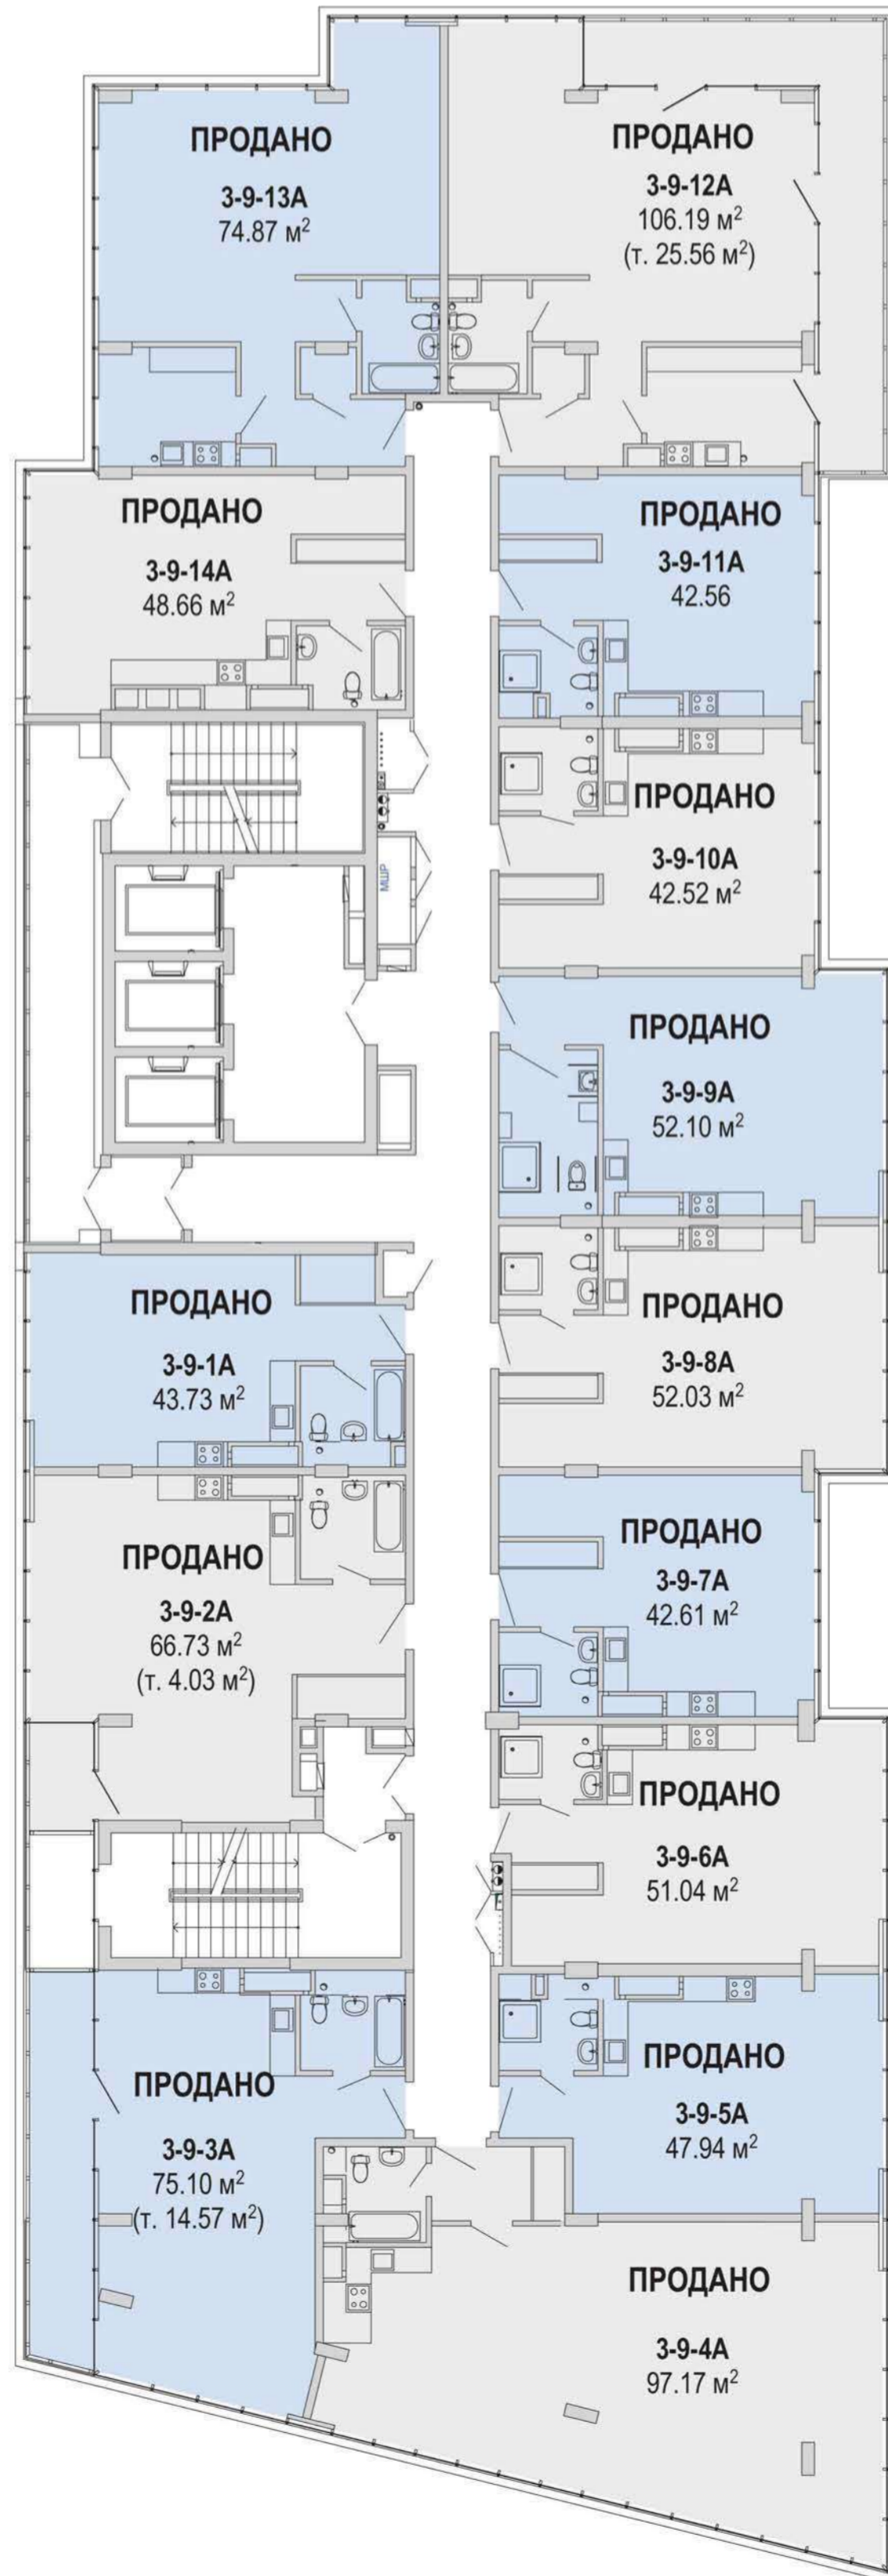 ПРОДАНО
3-9-13А
74.87 м²
ПРОДАНО
3-9-12А
106.19 м²
(т. 25.56 м²)
ПРОДАНО
3-9-14А
48.66 м²
ПРОДАНО
3-9-11А
42.56
ПРОДАНО
3-9-10А
42.52 м²
МШР
ПРОДАНО
3-9-9А
52.10 м²
ПРОДАНО
3-9-1А
43.73 м²
ПРОДАНО
3-9-8А
52.03 м²
ПРОДАНО
3-9-2А
66.73 м²
(т. 4.03 м²)
ПРОДАНО
3-9-7А
42.61 м²
ПРОДАНО
3-9-6А
51.04 м²
ПРОДАНО
3-9-3А
75.10 м²
(т. 14.57 м²)
ПРОДАНО
3-9-5А
47.94 м²
ПРОДАНО
3-9-4А
97.17 м²